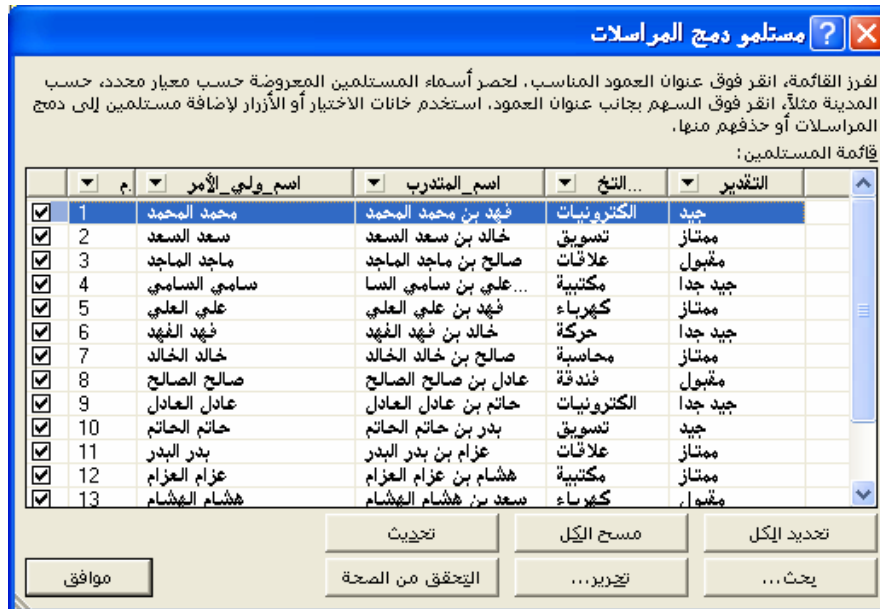 مستلمو دمج المراسلات
لفرز القائمة، انقر فوق عنوان العمود المناسب. لحصر أسماء المستلمين المعروضة حسب معيار محدد، حسب
المدينة مثلاً، انقر فوق السهم بجانب عنوان العمود. استخدم خانات الاختيار أو الأزرار لإضافة مستلمين إلى دمج
المراسلات أو حذفهم منها.
قائمة المستلمين:
م. اسم_ولي_الأمر اسم_المتدرب التخ... التقدير
1 محمد المحمد فهد بن محمد المحمد الكترونيات جيد
2 سعد السعد خالد بن سعد السعد تسويق ممتاز
3 ماجد الماجد صالح بن ماجد الماجد علاقات مقبول
4 سامي السامي علي بن سامي السا... مكتبية جيد جدا
5 علي العلي فهد بن علي العلي كهرباء ممتاز
6 فهد الفهد خالد بن فهد الفهد حركة جيد جدا
7 خالد الخالد صالح بن خالد الخالد محاسبة ممتاز
8 صالح الصالح عادل بن صالح الصالح فندقة مقبول
9 عادل العادل حاتم بن عادل العادل الكترونيات جيد جدا
10 حاتم الحاتم بدر بن حاتم الحاتم تسويق جيد
11 بدر البدر عزام بن بدر البدر علاقات ممتاز
12 عزام العزام هشام بن عزام العزام مكتبية ممتاز
13 هشام الهشام سعد بن هشام الهشام كهرباء مقبول
تحديد الكل مسح الكل تحديث
بحث... تحرير... التحقق من الصحة موافق